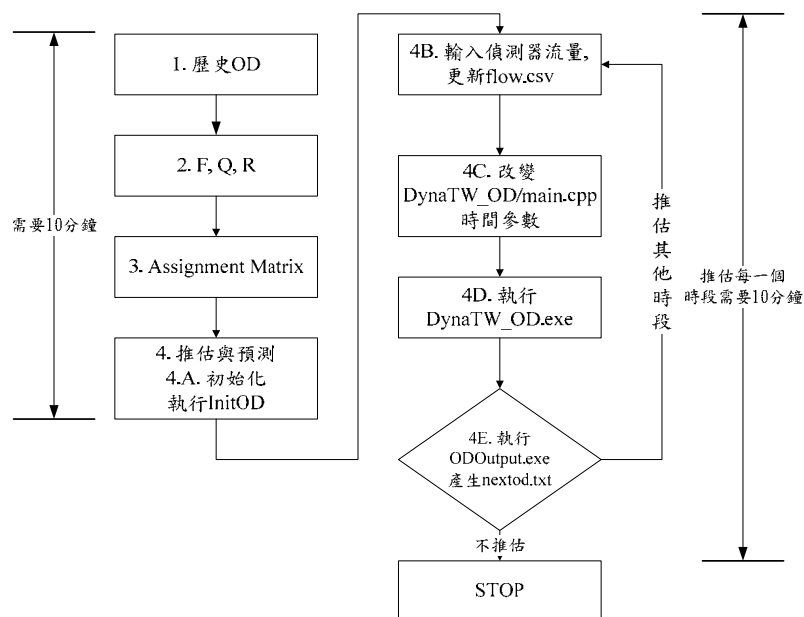 需要10分鐘
1. 歷史OD
2. F, Q, R
3. Assignment Matrix
4. 推估與預測
4.A. 初始化
執行InitOD
4B. 輸入偵測器流量,
更新flow.csv
4C. 改變
DynaTW_OD/main.cpp
時間參數
4D. 執行
DynaTW_OD.exe
4E. 執行
ODOutput.exe
產生nextod.txt
不推估
STOP
推估其他時段
推估每一個
時段需要10分鐘